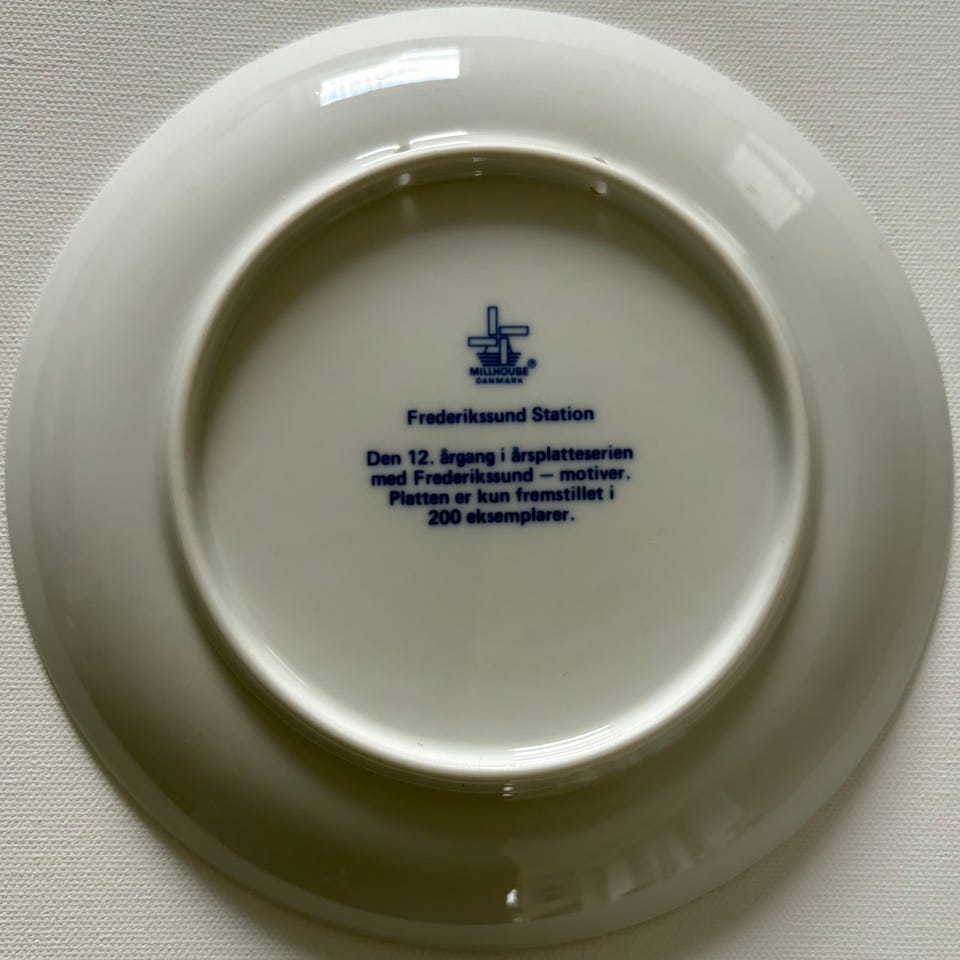 MILLHOUSE®
DANMARK
Frederikssund Station
Den 12. årgang i årsplatteserien
med Frederikssund – motiver.
Platten er kun fremstillet i
200 eksemplarer.